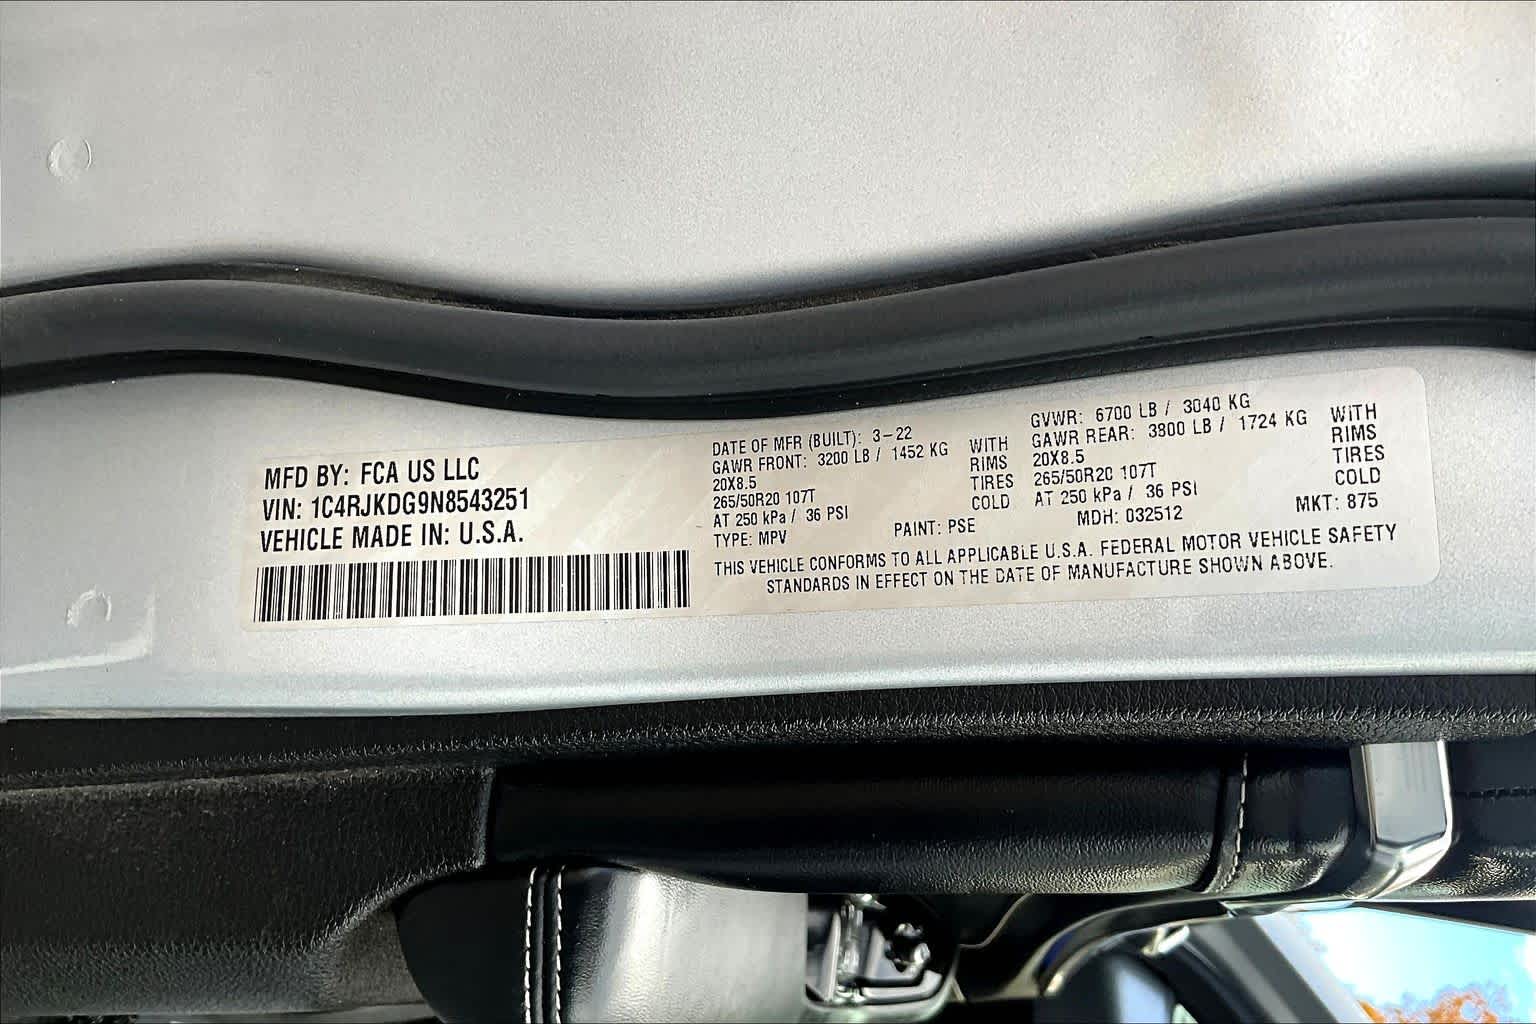 MFD BY: FCA US LLC
VIN: 1C4RJKDG9N8543251
VEHICLE MADE IN: U.S.A.
DATE OF MFR (BUILT): 3-22
GAWR FRONT: 3200 LB / 1452 KG WITH
20X8.5 RIMS
265/50R20 107T TIRES
AT 250 kPa / 36 PSI COLD
TYPE: MPV PAINT: PSE
GVWR: 6700 LB / 3040 KG
GAWR REAR: 3800 LB / 1724 KG WITH
20X8.5 RIMS
265/50R20 107T TIRES
AT 250 kPa / 36 PSI COLD
MDH: 032512 MKT: 875
THIS VEHICLE CONFORMS TO ALL APPLICABLE U.S.A. FEDERAL MOTOR VEHICLE SAFETY
STANDARDS IN EFFECT ON THE DATE OF MANUFACTURE SHOWN ABOVE.